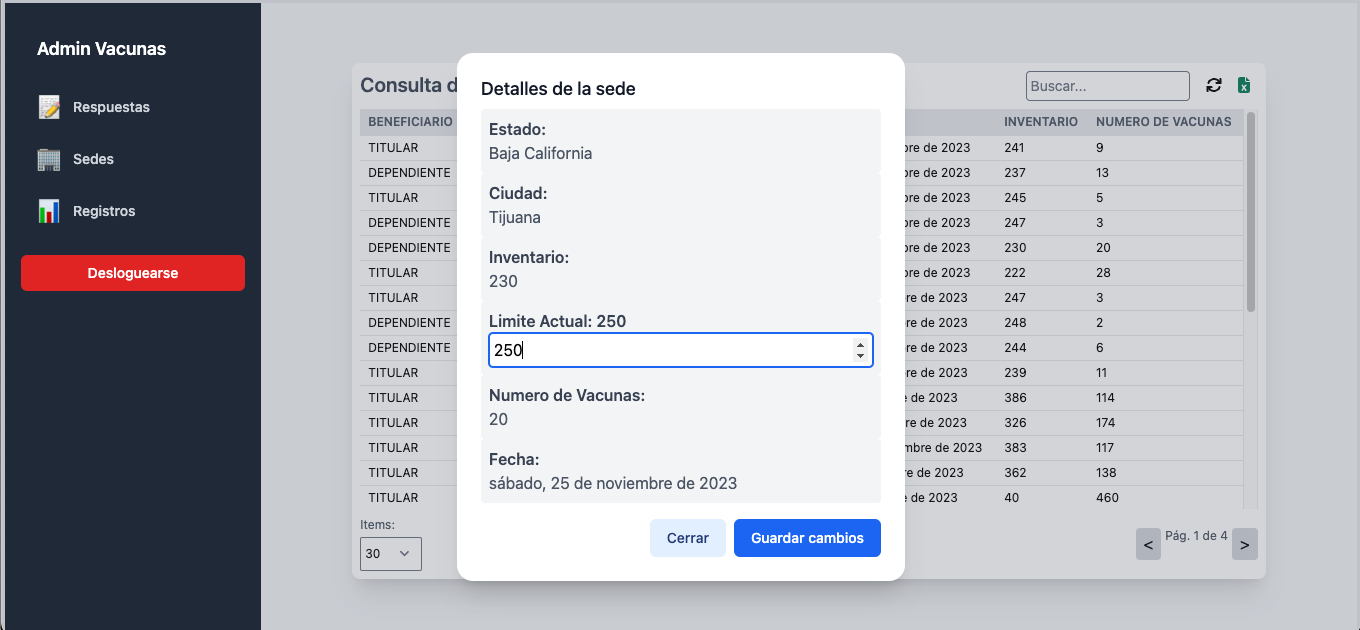 Admin Vacunas
Respuestas
Sedes
Registros
Desloguearse
Consulta d
Buscar...
BENEFICIARIO INVENTARIO NUMERO DE VACUNAS
TITULAR bre de 2023 241 9
DEPENDIENTE bre de 2023 237 13
TITULAR bre de 2023 245 5
DEPENDIENTE bre de 2023 247 3
DEPENDIENTE bre de 2023 230 20
TITULAR bre de 2023 222 28
TITULAR re de 2023 247 3
DEPENDIENTE re de 2023 248 2
DEPENDIENTE re de 2023 244 6
TITULAR re de 2023 239 11
TITULAR e de 2023 386 114
TITULAR re de 2023 326 174
TITULAR mbre de 2023 383 117
TITULAR re de 2023 362 138
TITULAR e de 2023 40 460
Items:
30
Pág. 1 de 4
< >
Detalles de la sede
Estado:
Baja California
Ciudad:
Tijuana
Inventario:
230
Limite Actual: 250
250
Numero de Vacunas:
20
Fecha:
sábado, 25 de noviembre de 2023
Cerrar
Guardar cambios